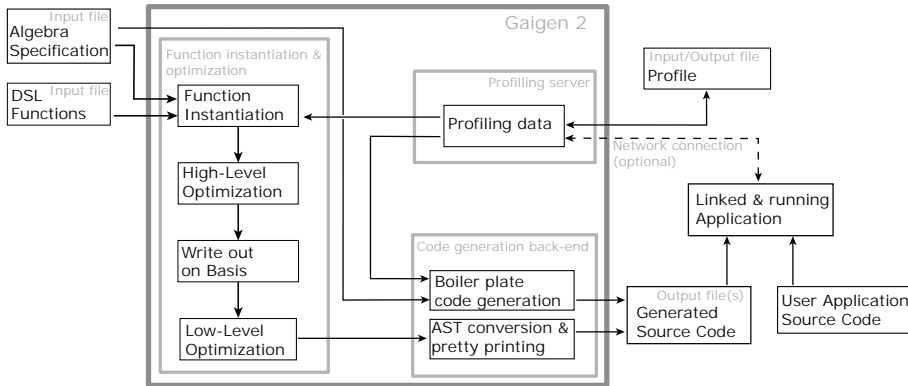 Input file
Algebra
Specification
Input file
DSL
Functions
Gaigen 2
Function instantiation &
optimization
Function
Instantiation
High-Level
Optimization
Write out
on Basis
Low-Level
Optimization
Profilling server
Profiling data
Input/Output file
Profile
Network connection
(optional)
Linked & running
Application
Code generation back-end
Boiler plate
code generation
AST conversion &
pretty printing
Output file(s)
Generated
Source Code
User Application
Source Code